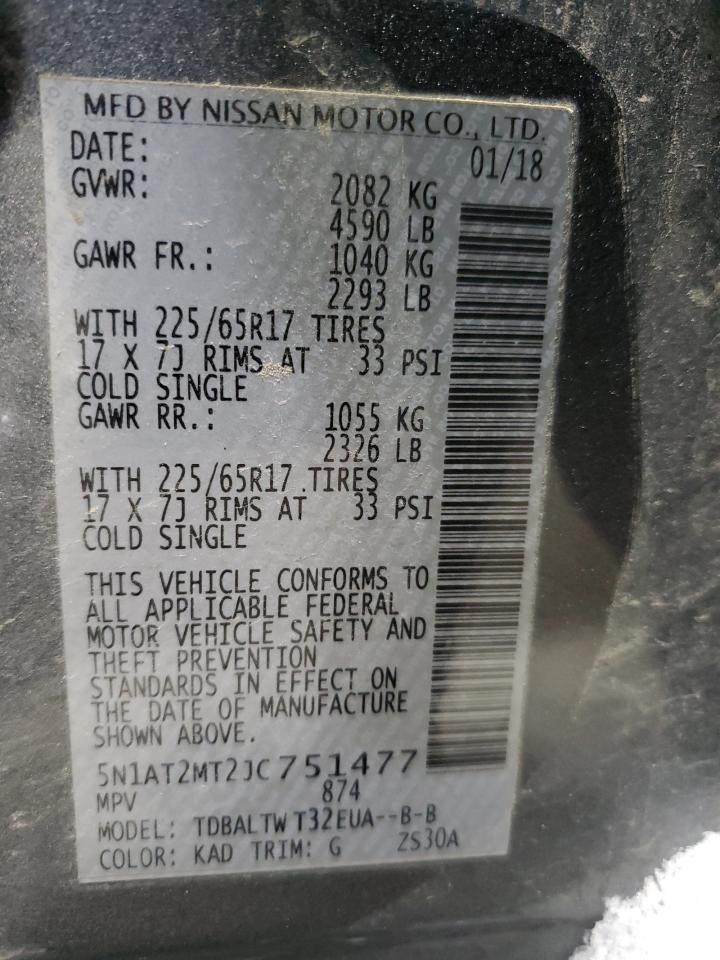 MFD BY NISSAN MOTOR CO., LTD.
DATE: 01/18
GVWR: 2082 KG
4590 LB
GAWR FR.: 1040 KG
2293 LB
WITH 225/65R17 TIRES
17 X 7J RIMS AT 33 PSI
COLD SINGLE
GAWR RR.: 1055 KG
2326 LB
WITH 225/65R17 TIRES
17 X 7J RIMS AT 33 PSI
COLD SINGLE
THIS VEHICLE CONFORMS TO
ALL APPLICABLE FEDERAL
MOTOR VEHICLE SAFETY AND
THEFT PREVENTION
STANDARDS IN EFFECT ON
THE DATE OF MANUFACTURE
SHOWN ABOVE.
5N1AT2MT2JC751477
MPV 874
MODEL: TDBALTW T32EUA--B-B
COLOR: KAD TRIM: G ZS30A